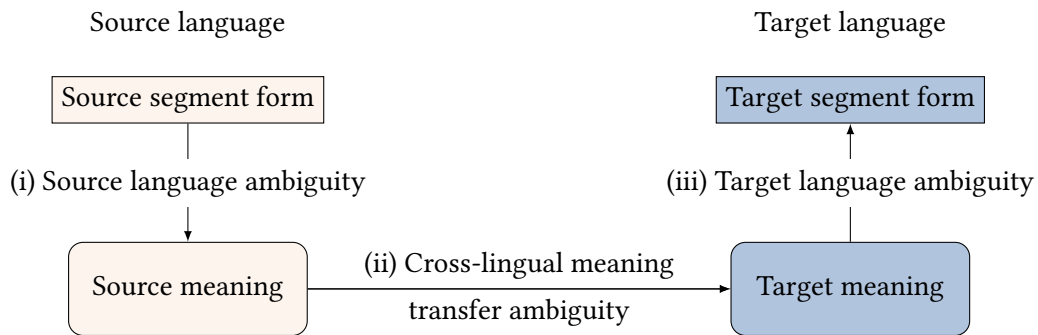 Source language
Target language
Source segment form
Target segment form
(i) Source language ambiguity
(iii) Target language ambiguity
Source meaning
(ii) Cross-lingual meaning
transfer ambiguity
Target meaning